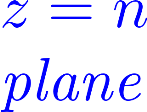 z = n
plane